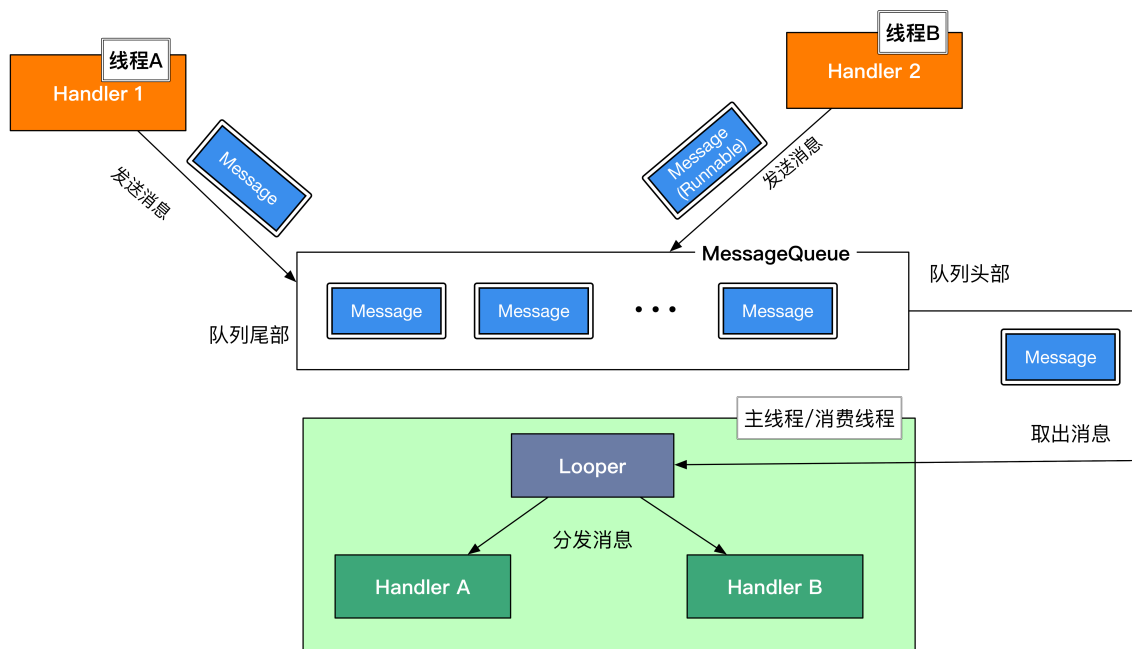 线程A
Handler 1
线程B
Handler 2
Message
发送消息
Message
(Runnable)
发送消息
MessageQueue
队列头部
Message
Message
Message
队列尾部
Message
主线程/消费线程
取出消息
Looper
分发消息
Handler A
Handler B